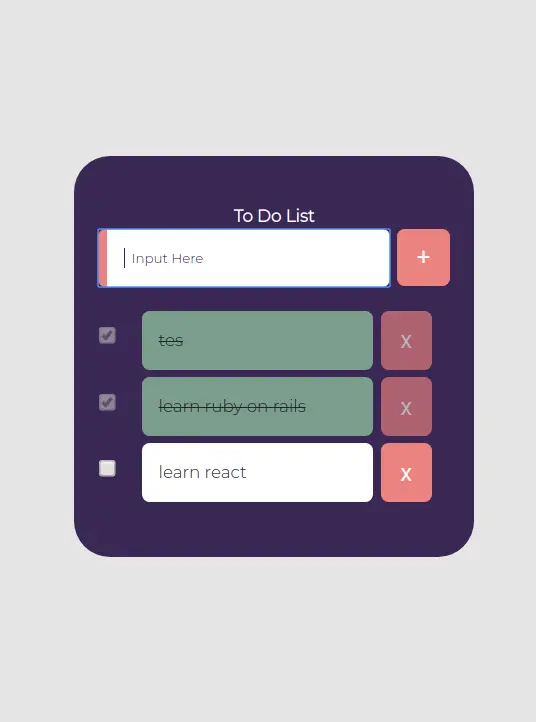 To Do List
Input Here
+
tes
x
learn ruby on rails
x
learn react
x